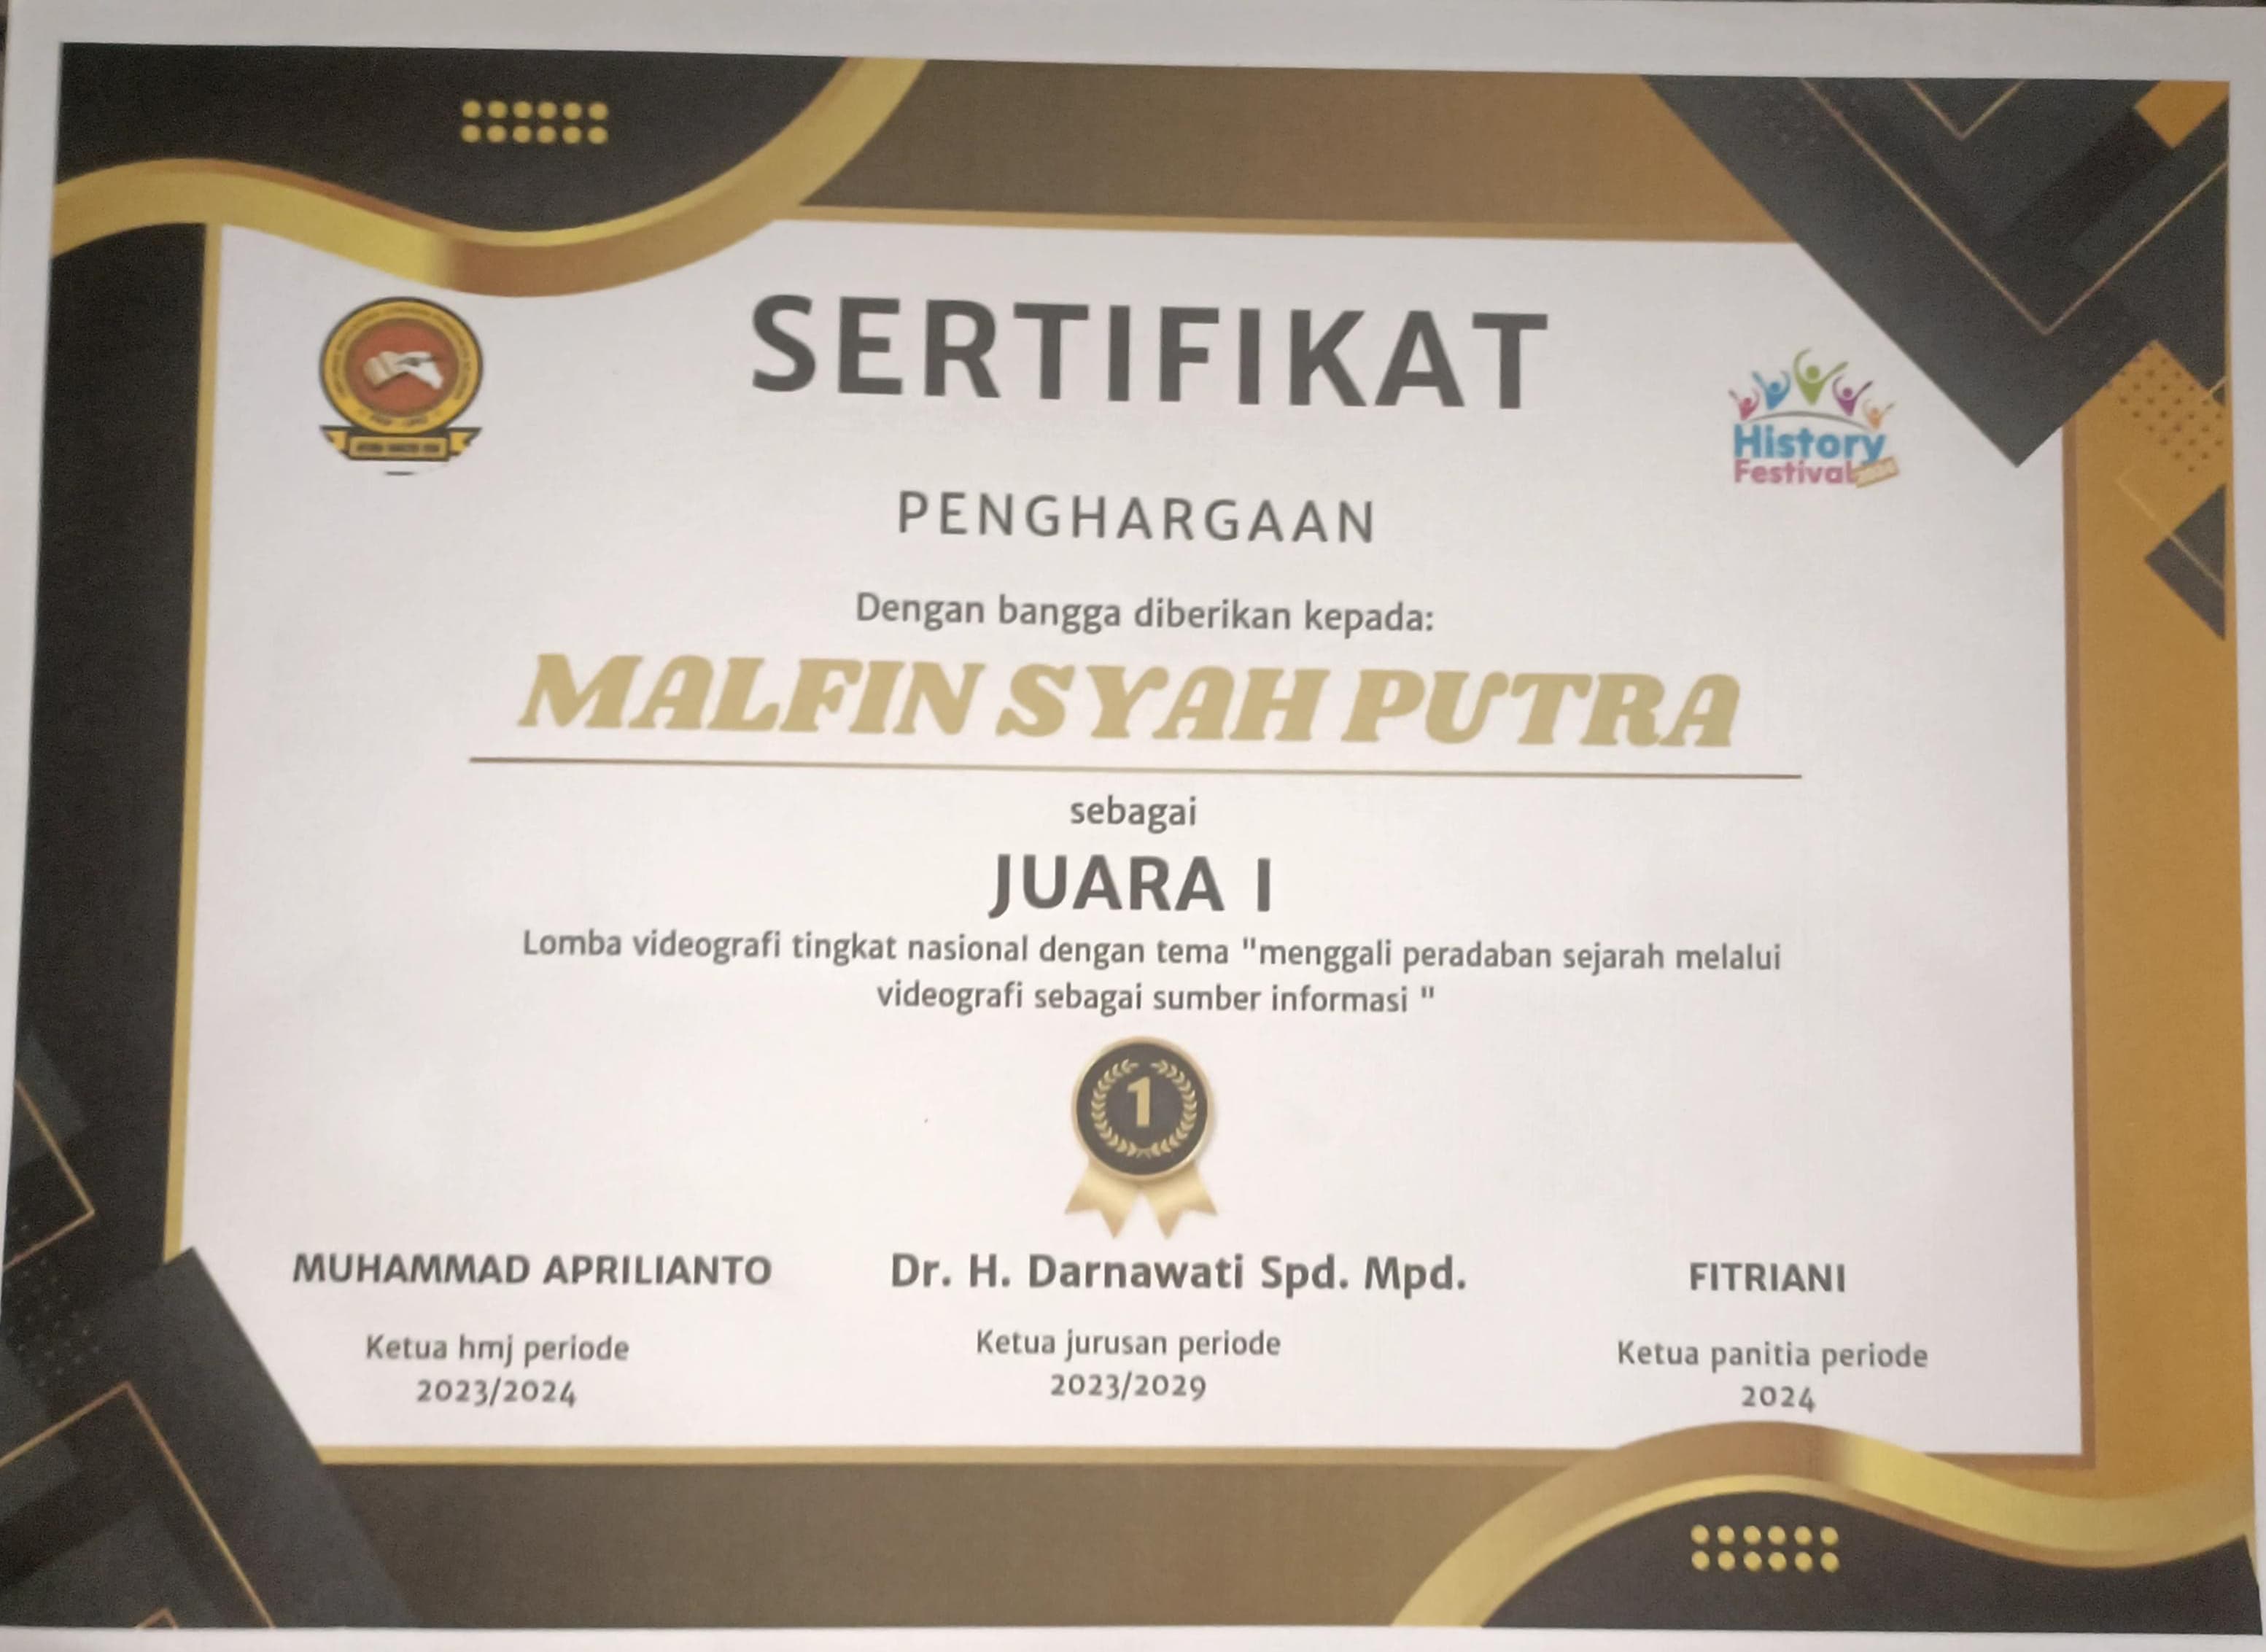 SERTIFIKAT
History
Festival
PENGHARGAAN
Dengan bangga diberikan kepada:
MALFIN SYAH PUTRA
sebagai
JUARA I
Lomba videografi tingkat nasional dengan tema "menggali peradaban sejarah melalui
videografi sebagai sumber informasi "
1
MUHAMMAD APRILIANTO
Ketua hmj periode
2023/2024
Dr. H. Darnawati Spd. Mpd.
Ketua jurusan periode
2023/2029
FITRIANI
Ketua panitia periode
2024